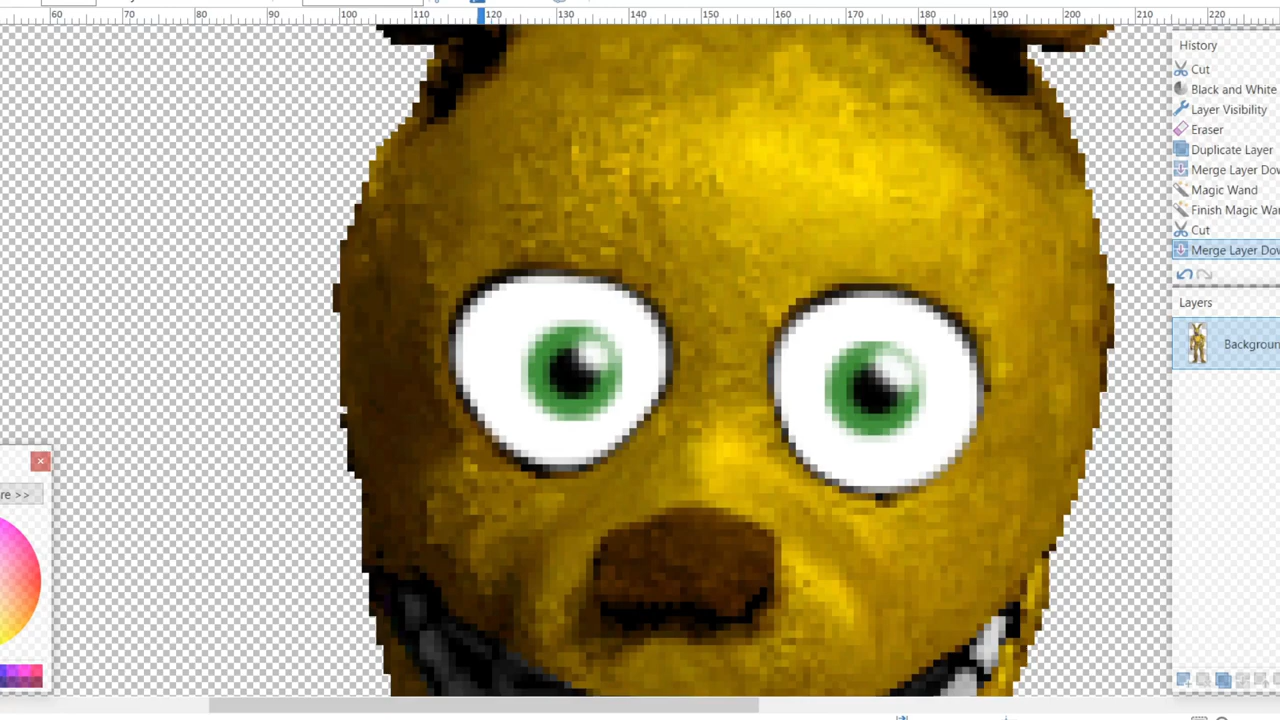 60 70 80 90 100 110 120 130 140 150 160 170 180 190 200 210 220
History
Cut
Black and White
Layer Visibility
Eraser
Duplicate Layer
Merge Layer Dow
Magic Wand
Finish Magic Wa
Cut
Merge Layer Dow
Layers
Backgroun
re >>